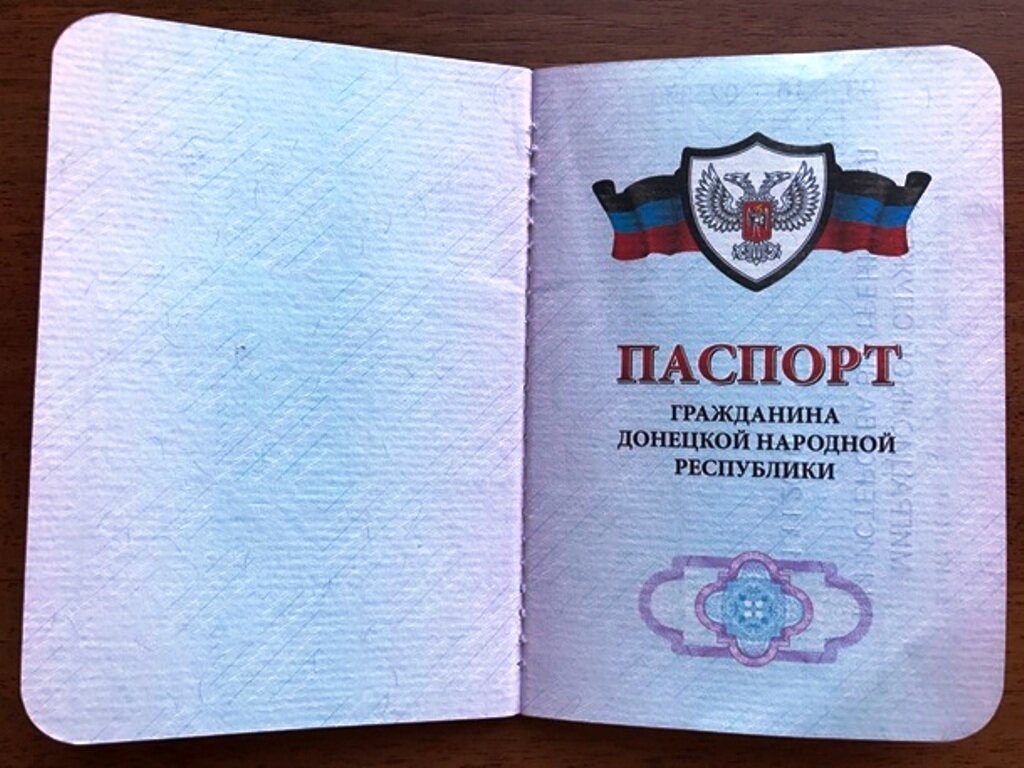 ПАСПОРТ
ГРАЖДАНИНА
ДОНЕЦКОЙ НАРОДНОЙ
РЕСПУБЛИКИ